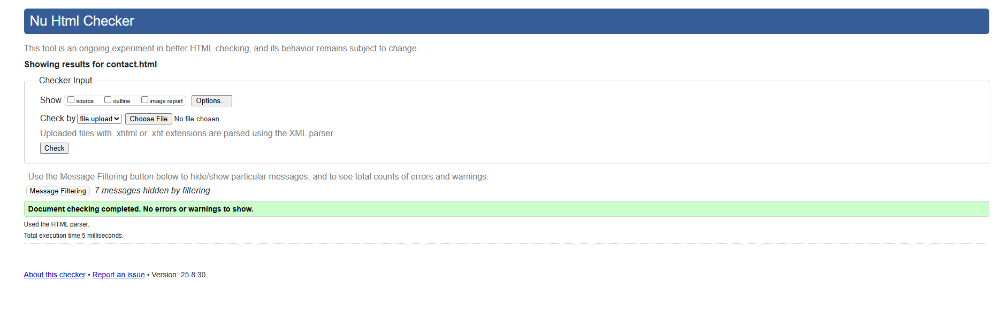 Nu Html Checker
This tool is an ongoing experiment in better HTML checking, and its behavior remains subject to change
Showing results for contact.html
Checker Input
Show source outline image report Options...
Check by file upload Choose File No file chosen
Uploaded files with .xhtml or .xht extensions are parsed using the XML parser.
Check
Use the Message Filtering button below to hide/show particular messages, and to see total counts of errors and warnings.
Message Filtering 7 messages hidden by filtering
Document checking completed. No errors or warnings to show.
Used the HTML parser.
Total execution time 5 milliseconds.
About this checker • Report an issue • Version: 25.8.30